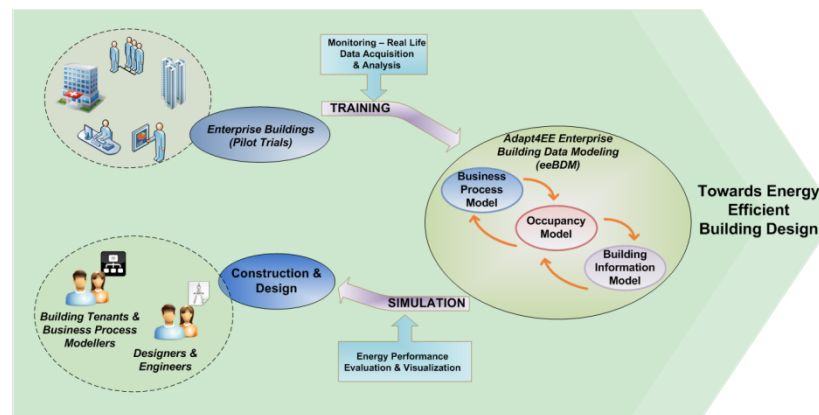 Monitoring – Real Life
Data Acquisition
& Analysis
TRAINING
Enterprise Buildings
(Pilot Trials)
Adapt4EE Enterprise
Building Data Modeling
(eeBDM)
Business
Process
Model
Occupancy
Model
Building
Information
Model
Towards Energy
Efficient
Building Design
Construction &
Design
SIMULATION
Building Tenants &
Business Process
Modellers
Designers &
Engineers
Energy Performance
Evaluation & Visualization